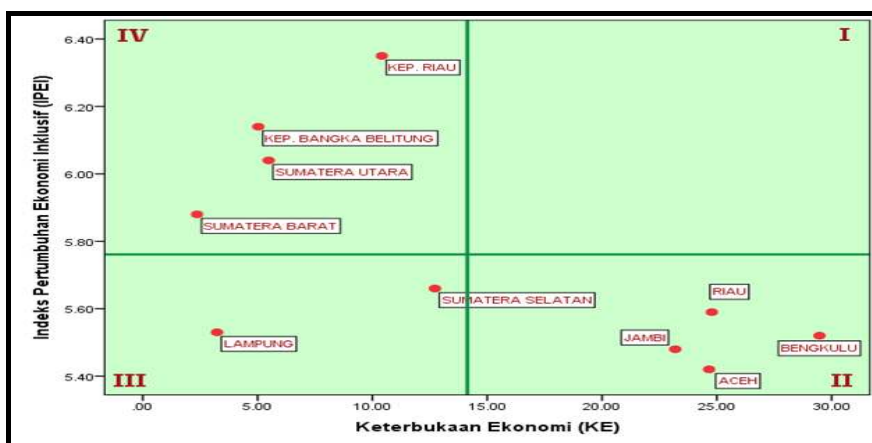 IV
I
6.40
KEP. RIAU
6.20
KEP. BANGKA BELITUNG
SUMATERA UTARA
6.00
SUMATERA BARAT
5.80
RIAU
SUMATERA SELATAN
5.60
JAMBI
BENGKULU
LAMPUNG
ACEH
5.40
III
II
.00
5.00
10.00
15.00
20.00
25.00
30.00
Keterbukaan Ekonomi (KE)
Indeks Pertumbuhan Ekonomi Inklusif (IPEI)